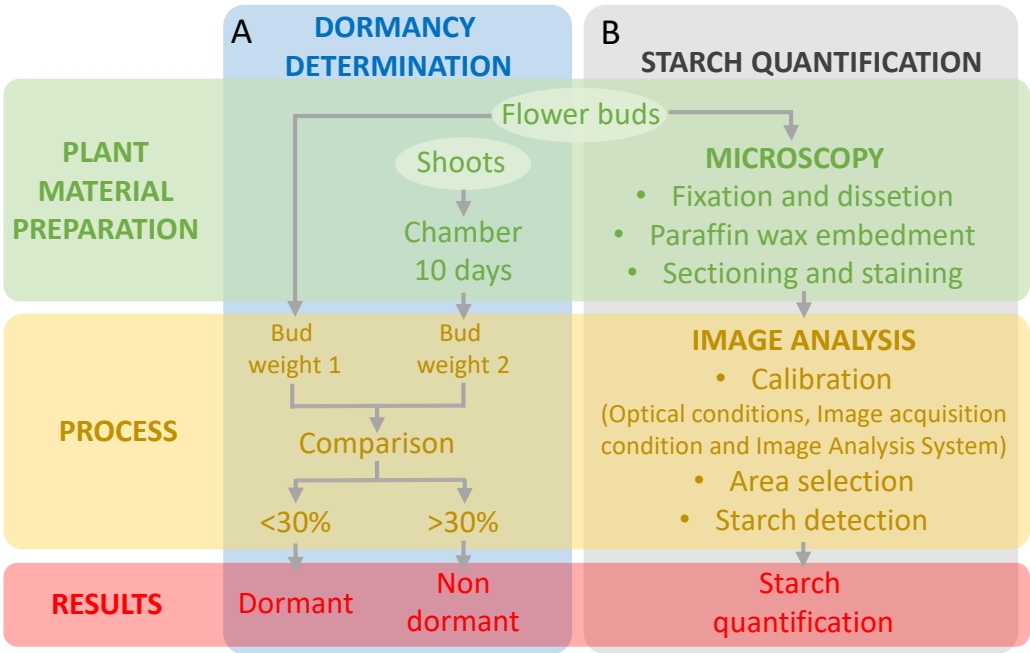 A
DORMANCY
DETERMINATION
B
STARCH QUANTIFICATION
PLANT
MATERIAL
PREPARATION
Flower buds
Shoots
Chamber
10 days
MICROSCOPY
• Fixation and dissetion
• Paraffin wax embedment
• Sectioning and staining
PROCESS
Bud
weight 1
Bud
weight 2
Comparison
<30%
>30%
IMAGE ANALYSIS
• Calibration
(Optical conditions, Image acquisition
condition and Image Analysis System)
• Area selection
• Starch detection
RESULTS
Dormant
Non
dormant
Starch
quantification